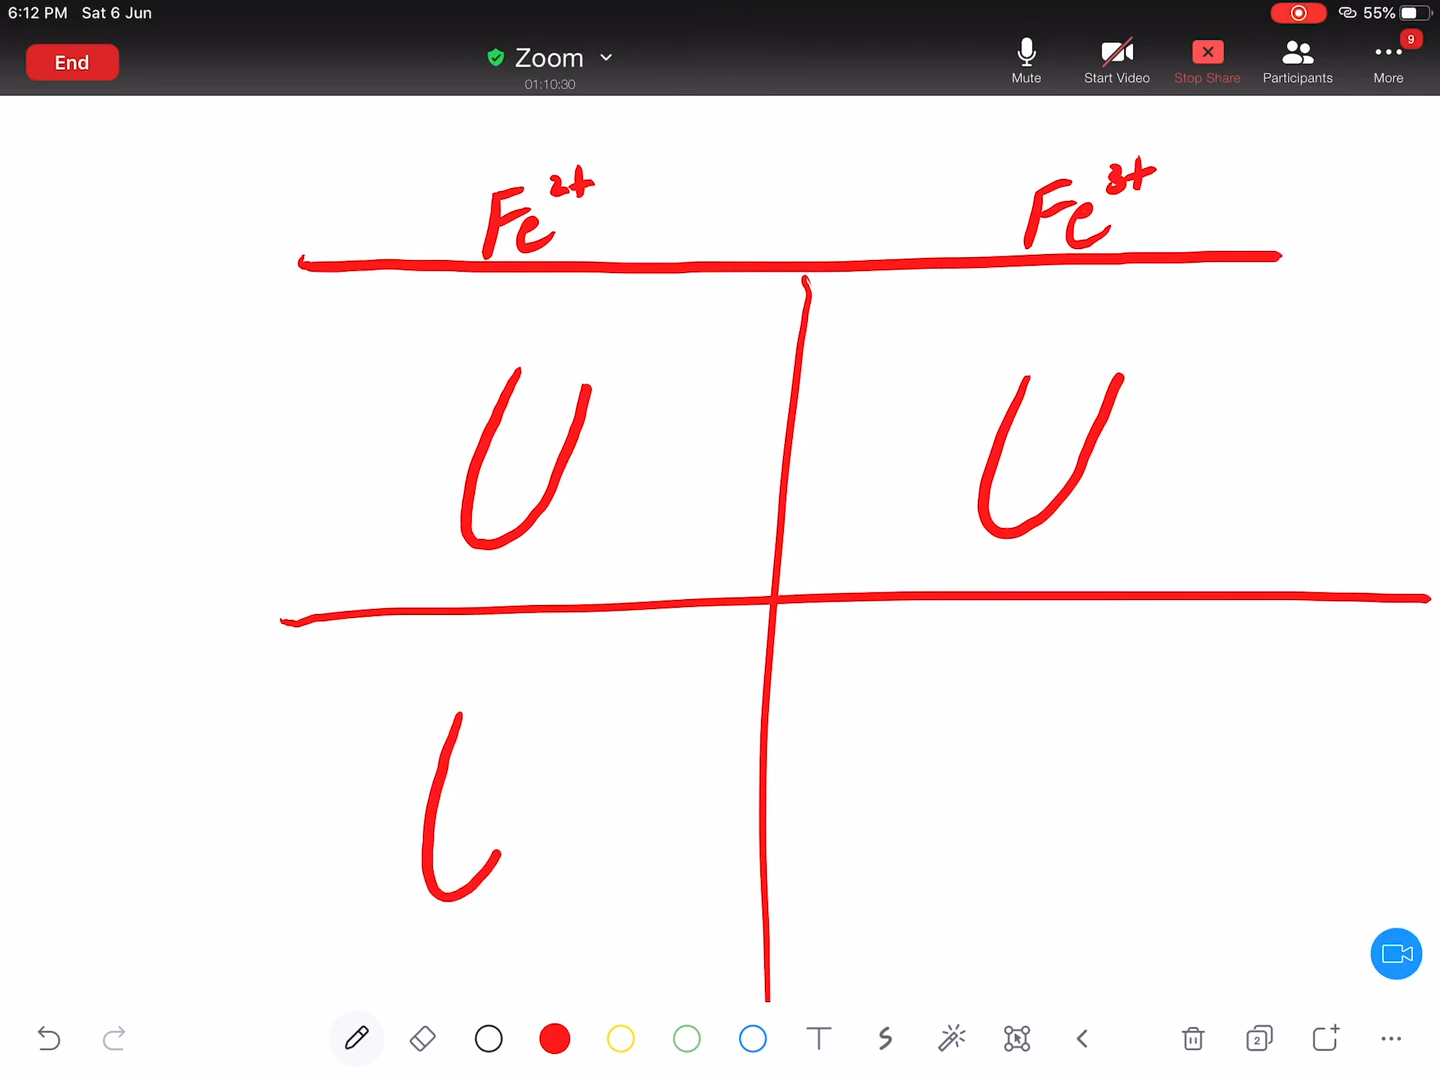 6:12 PM Sat 6 Jun 55%
End Zoom 01:10:30 Mute Start Video Stop Share Participants More 9
Fe²⁺ Fe³⁺
T 2